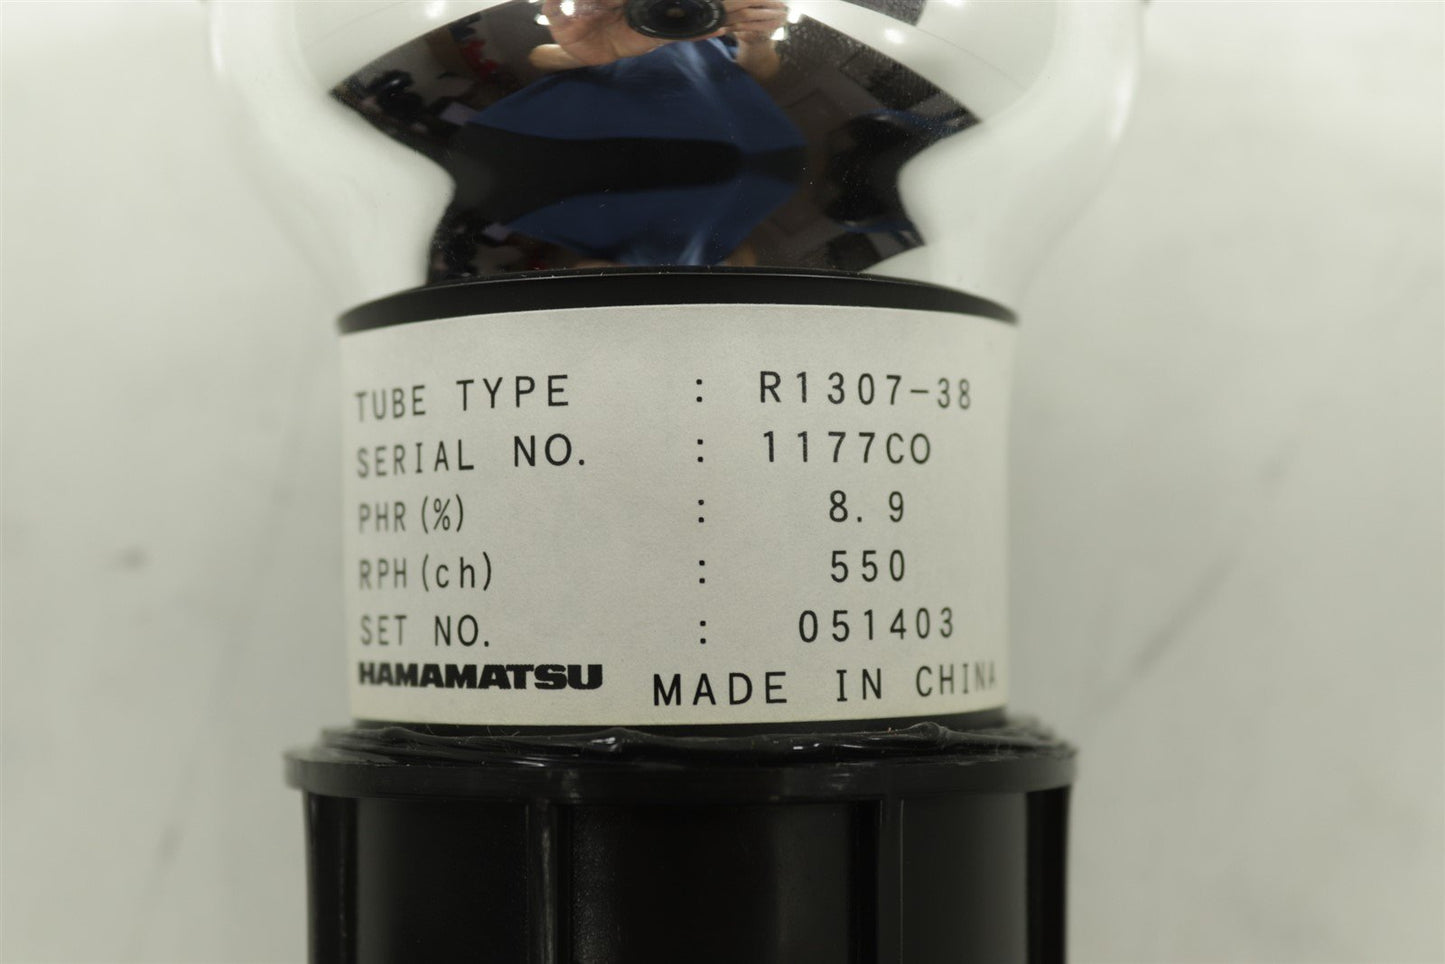 TUBE TYPE : R1307-38
SERIAL NO. : 1177CO
PHR(%) : 8.9
RPH(ch) : 550
SET NO. : 051403
HAMAMATSU MADE IN CHINA